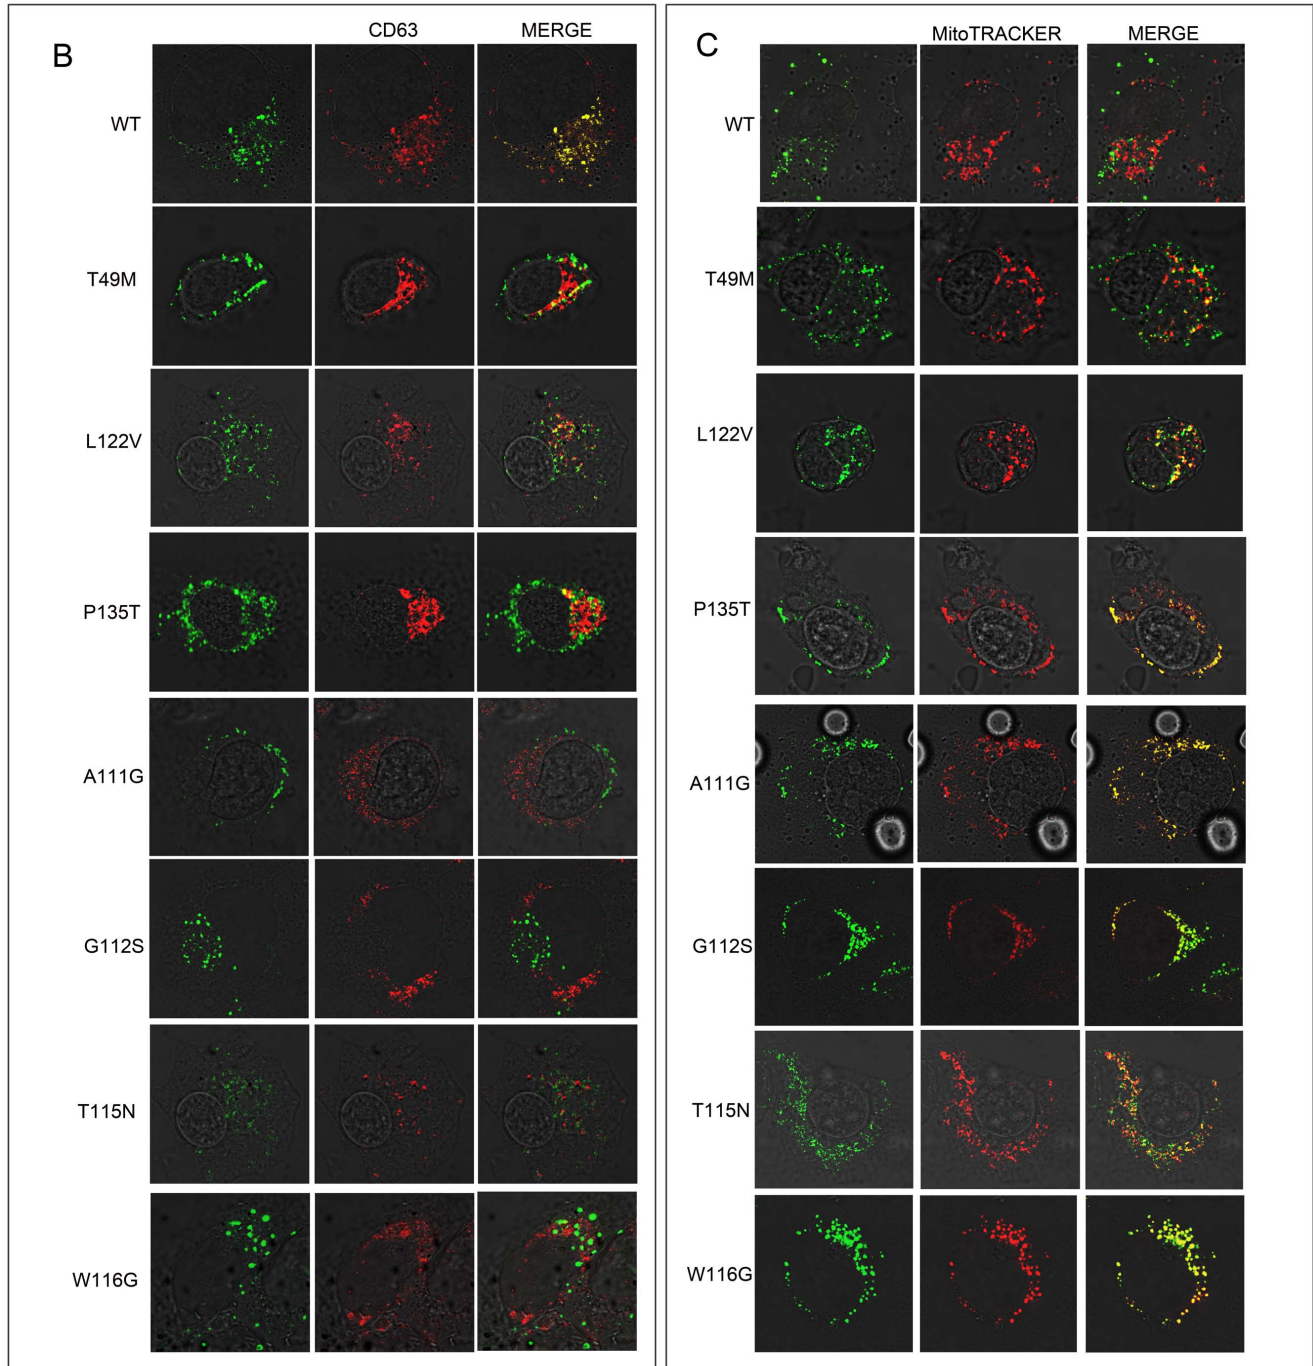 B
CD63 MERGE
WT
T49M
L122V
P135T
A111G
G112S
T115N
W116G
C
MitoTRACKER MERGE
WT
T49M
L122V
P135T
A111G
G112S
T115N
W116G